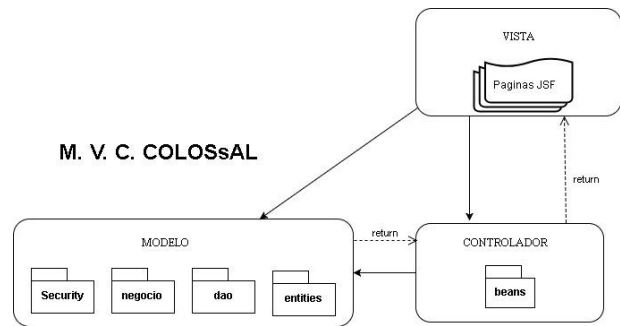 VISTA
Paginas JSF
M. V. C. COLOSsAL
return
return
MODELO
CONTROLADOR
Security
negocio
dao
entities
beans